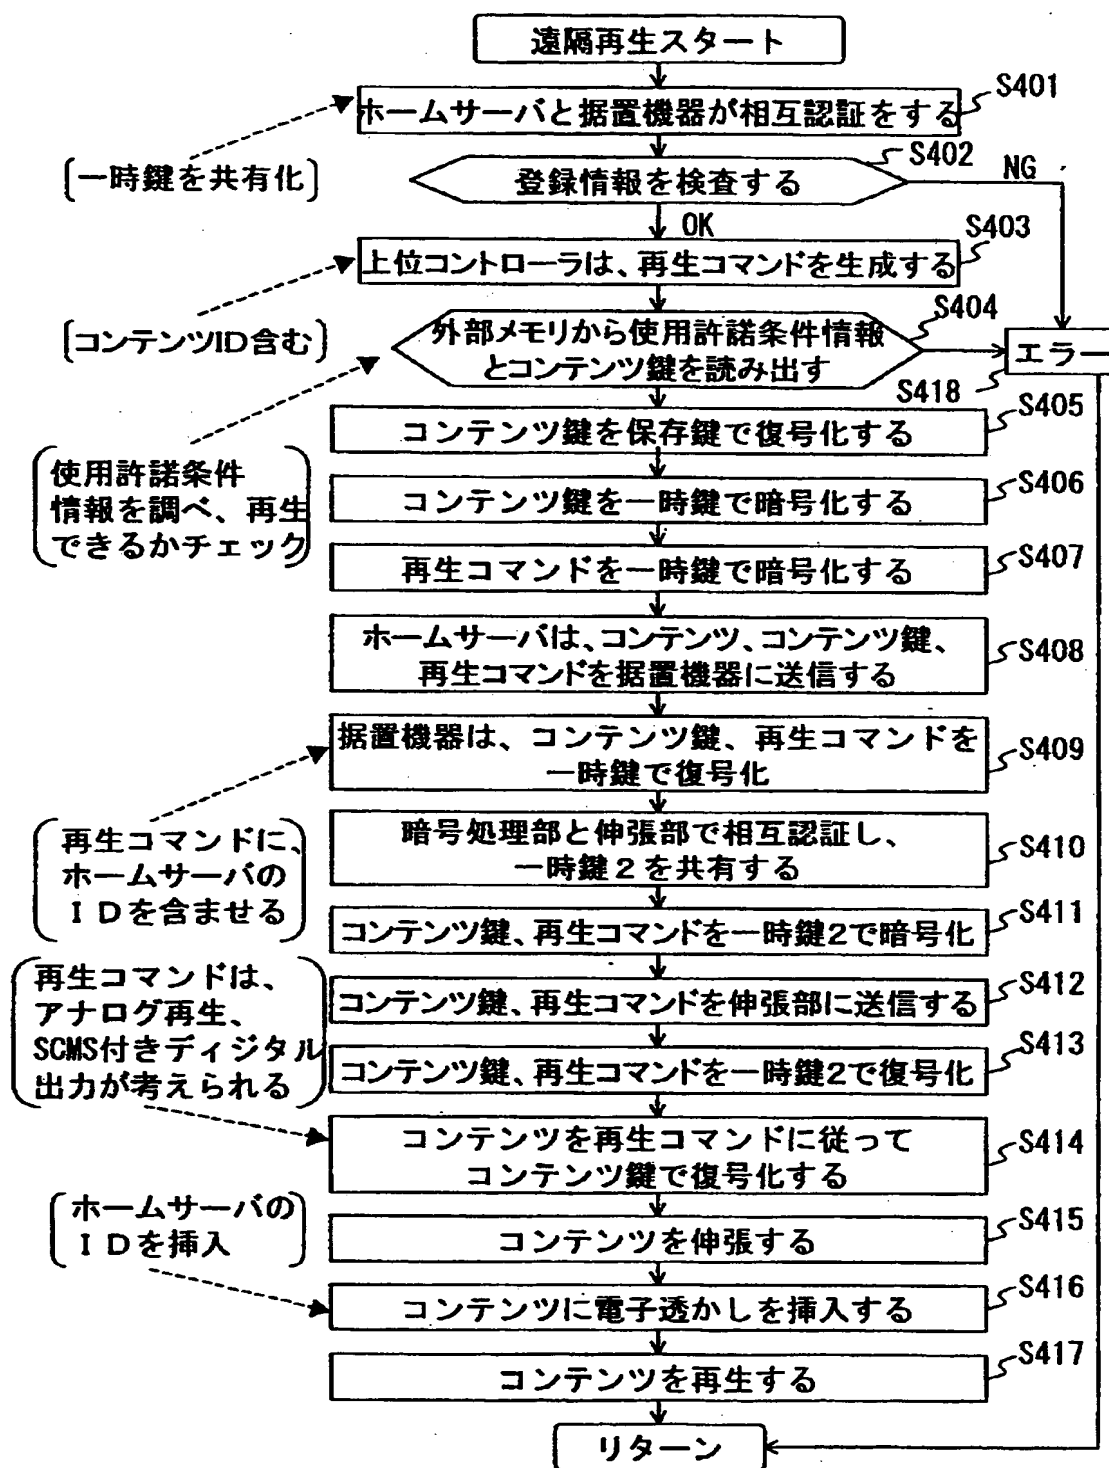 遠隔再生スタート
ホームサーバと据置機器が相互認証をする
S401
[一時鍵を共有化]
登録情報を検査する
S402
NG
OK
上位コントローラは、再生コマンドを生成する
S403
[コンテンツID含む]
外部メモリから使用許諾条件情報
とコンテンツ鍵を読み出す
S404
エラー
S418
使用許諾条件
情報を調べ、再生
できるかチェック
コンテンツ鍵を保存鍵で復号化する
S405
コンテンツ鍵を一時鍵で暗号化する
S406
再生コマンドを一時鍵で暗号化する
S407
ホームサーバは、コンテンツ、コンテンツ鍵、
再生コマンドを据置機器に送信する
S408
据置機器は、コンテンツ鍵、再生コマンドを
一時鍵で復号化
S409
再生コマンドに、
ホームサーバの
IDを含ませる
暗号処理部と伸張部で相互認証し、
一時鍵2を共有する
S410
コンテンツ鍵、再生コマンドを一時鍵2で暗号化
S411
再生コマンドは、
アナログ再生、
SCMS付きディジタル
出力が考えられる
コンテンツ鍵、再生コマンドを伸張部に送信する
S412
コンテンツ鍵、再生コマンドを一時鍵2で復号化
S413
コンテンツを再生コマンドに従って
コンテンツ鍵で復号化する
S414
ホームサーバの
IDを挿入
コンテンツを伸張する
S415
コンテンツに電子透かしを挿入する
S416
コンテンツを再生する
S417
リターン